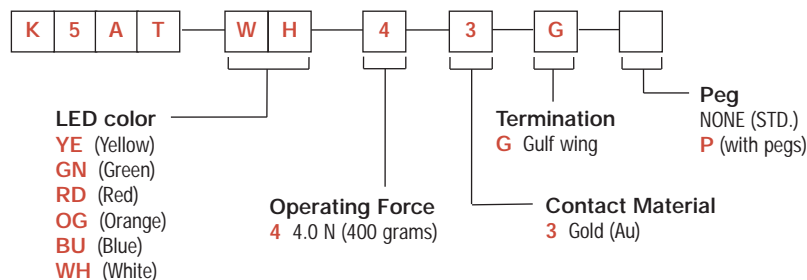 K 5 A T W H 4 3 G
LED color
YE (Yellow)
GN (Green)
RD (Red)
OG (Orange)
BU (Blue)
WH (White)
Operating Force
4 4.0 N (400 grams)
Contact Material
3 Gold (Au)
Termination
G Gulf wing
Peg
NONE (STD.)
P (with pegs)